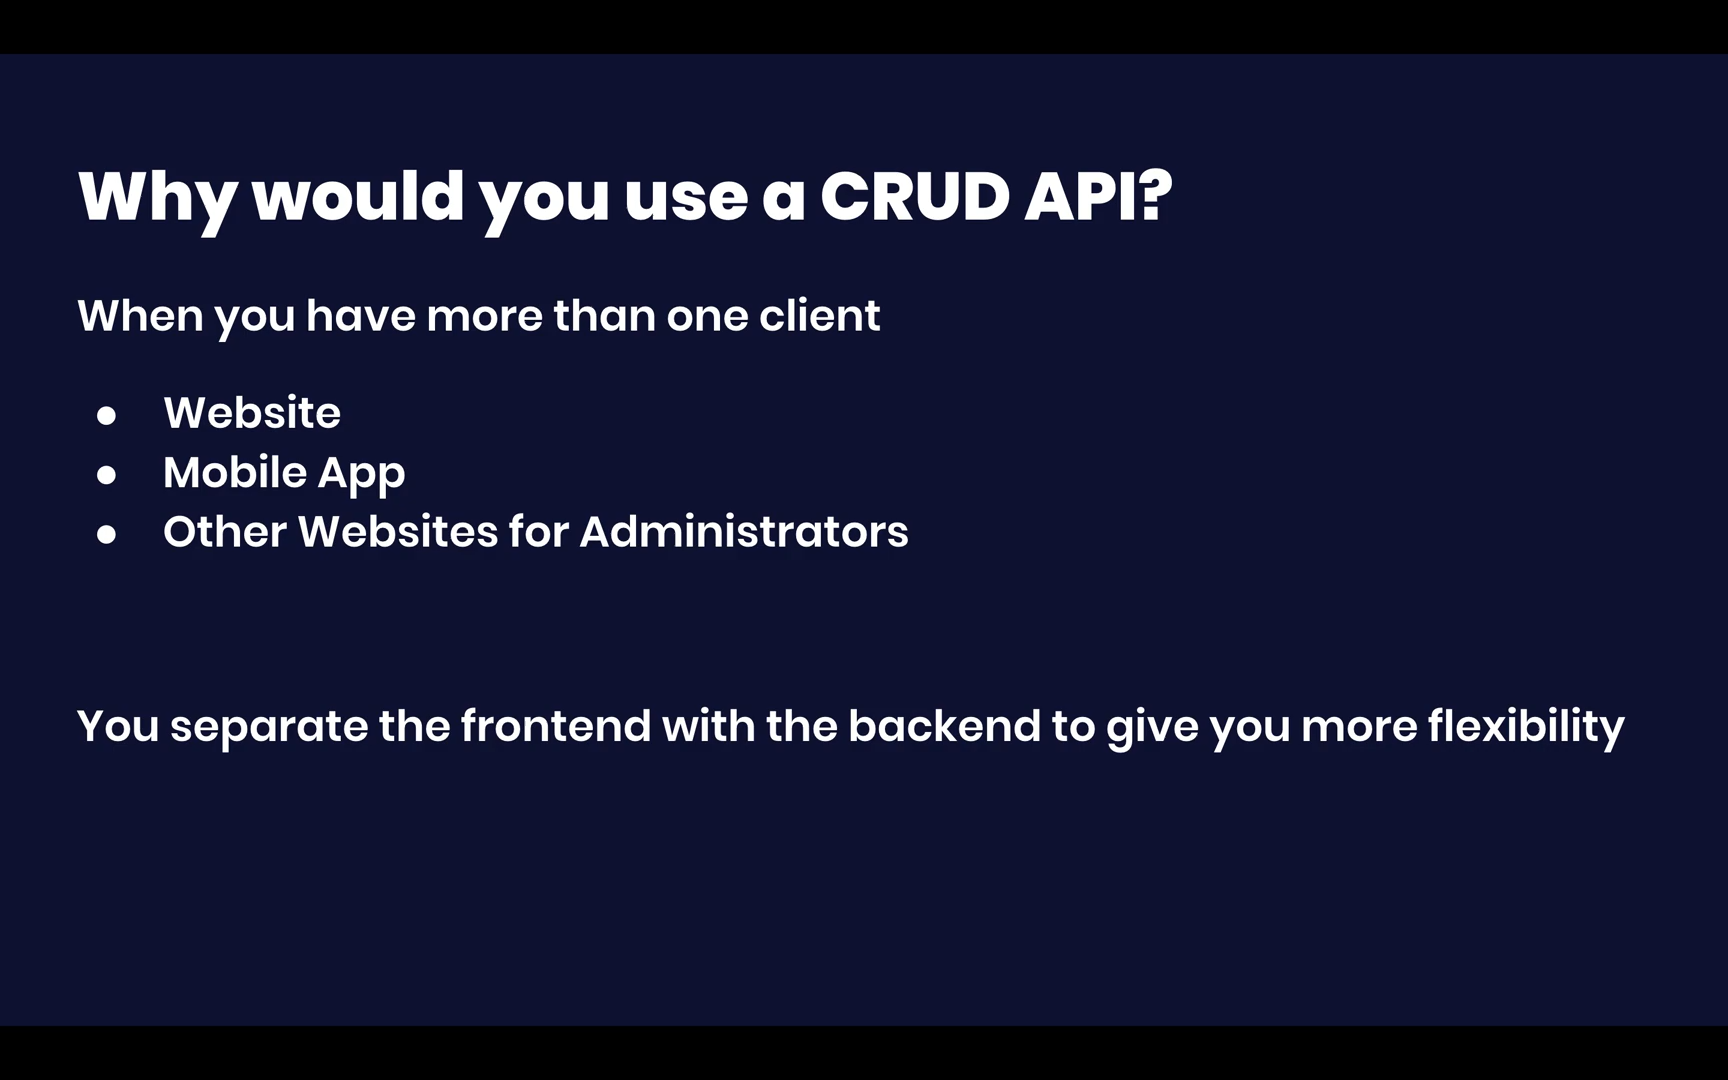 Why would you use a CRUD API?
When you have more than one client
● Website
● Mobile App
● Other Websites for Administrators
You separate the frontend with the backend to give you more flexibility